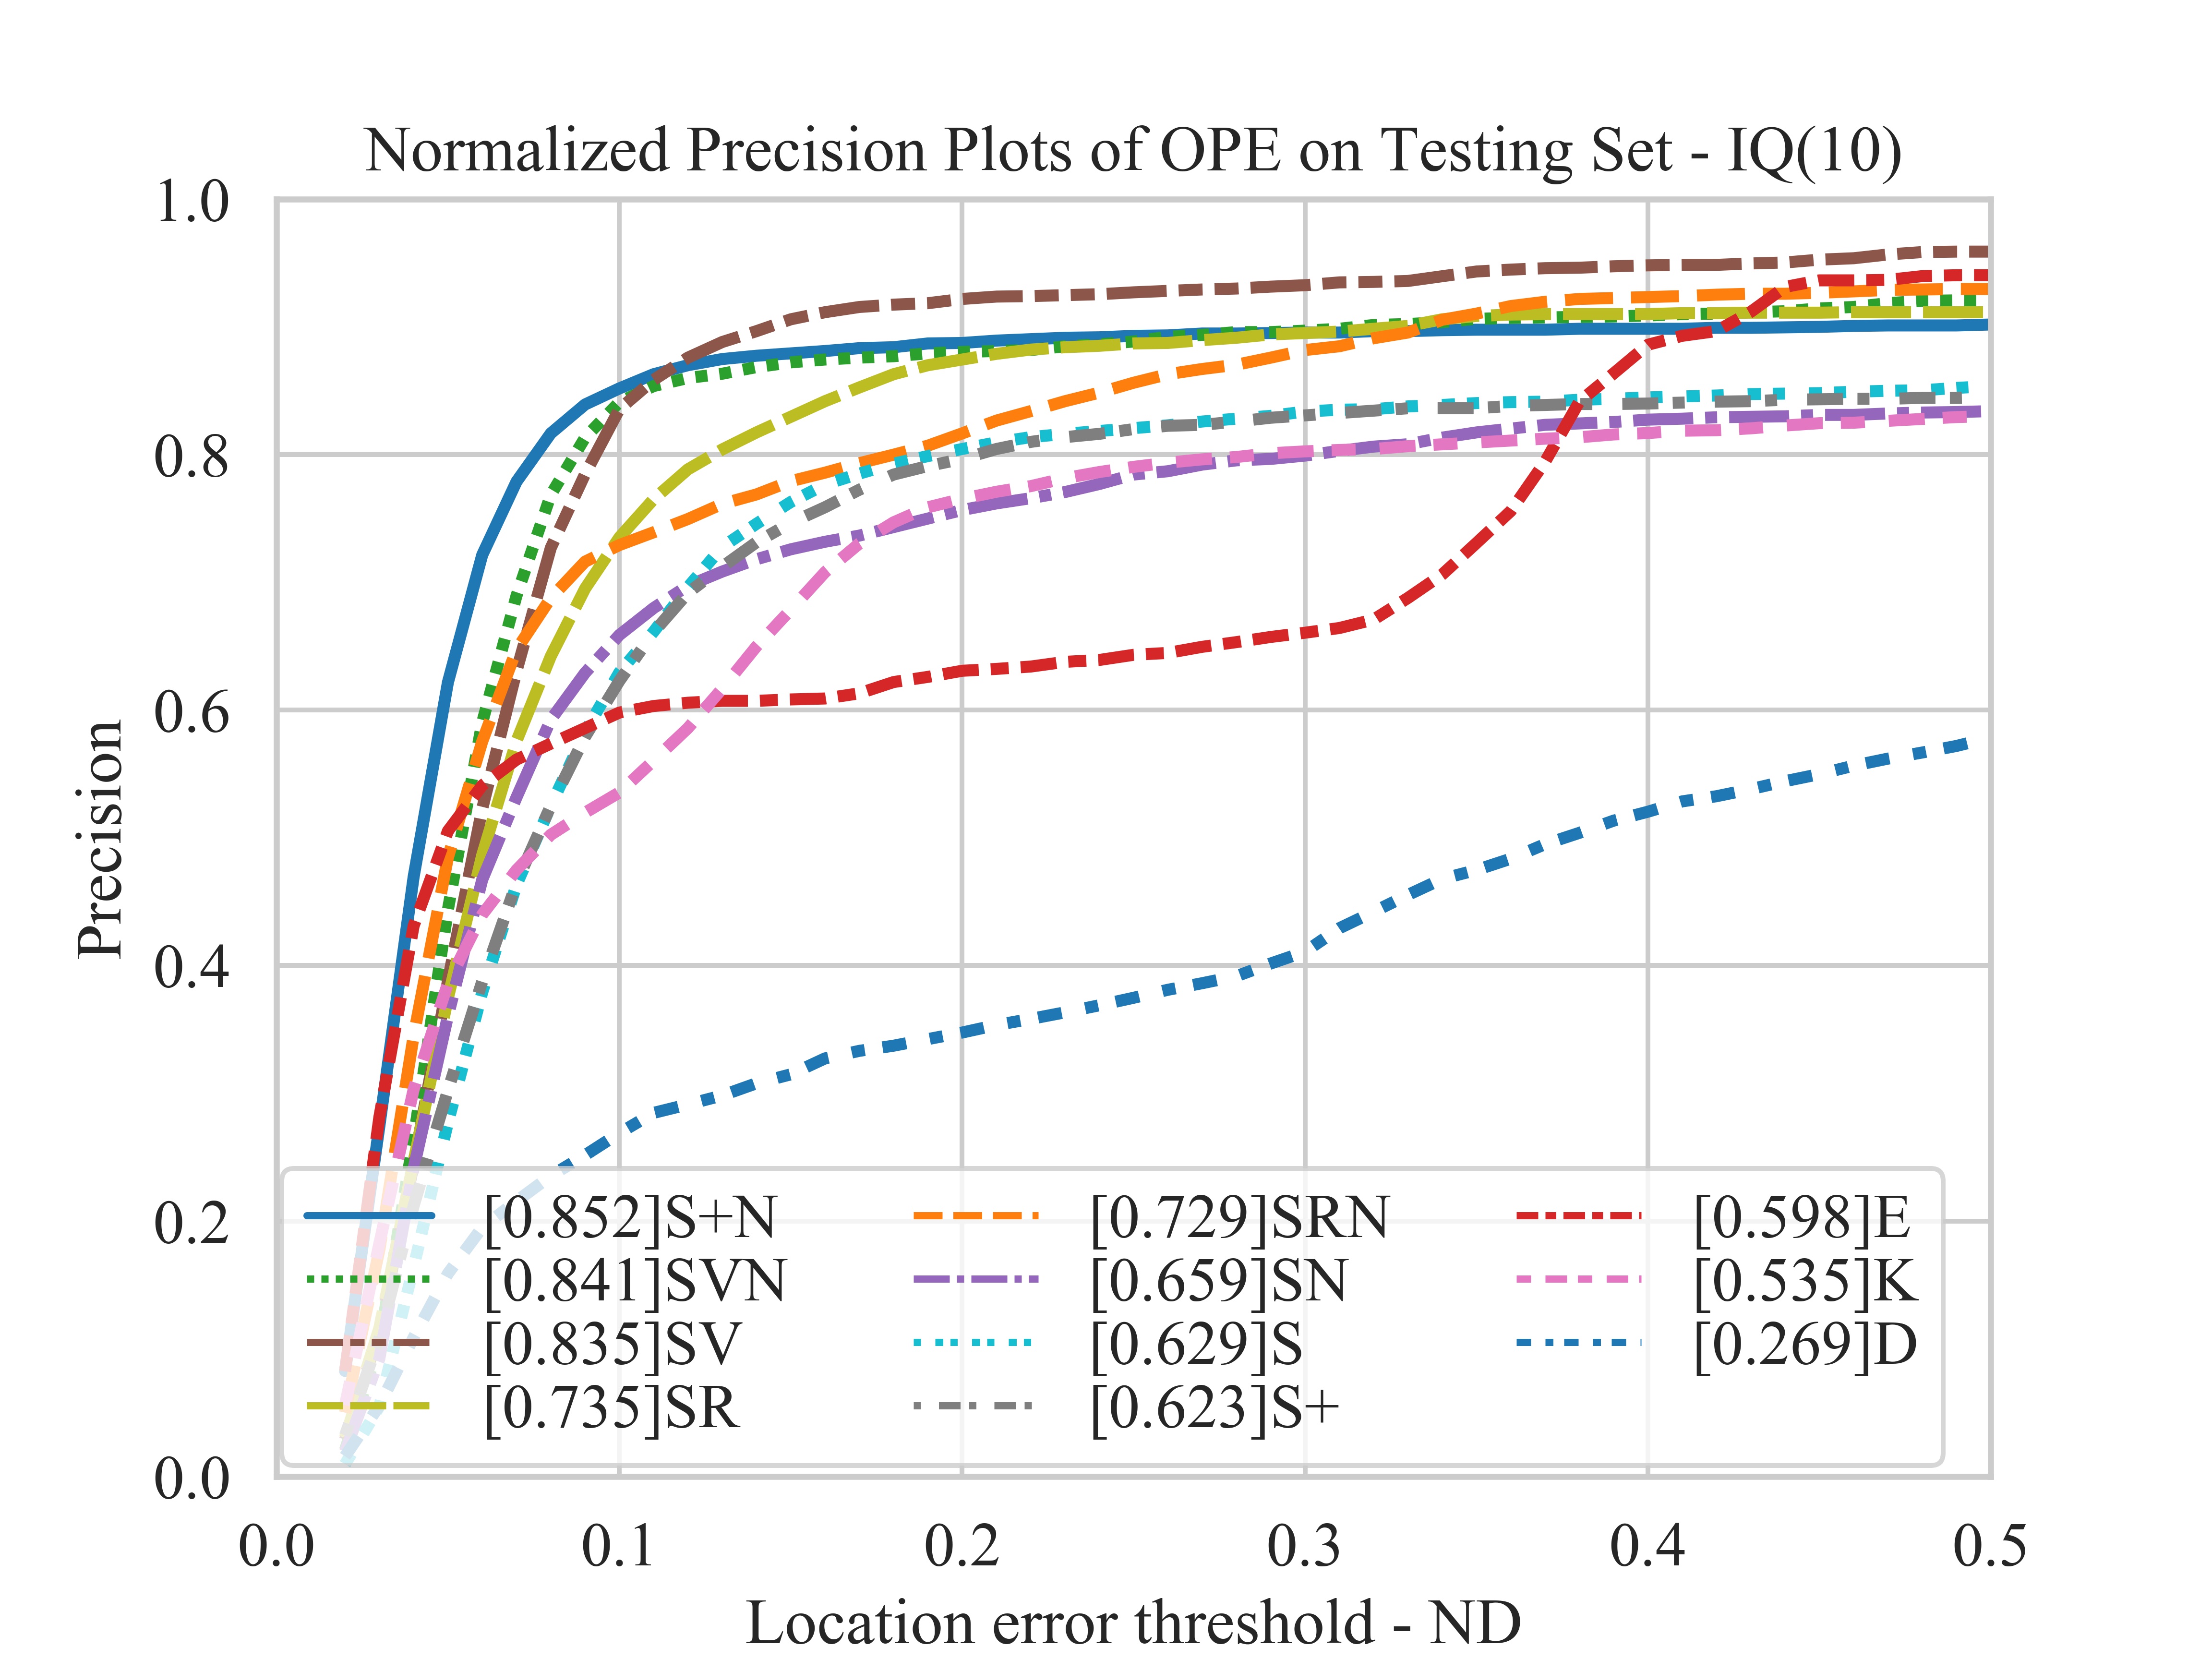 Normalized Precision Plots of OPE on Testing Set - IQ(10)
1.0
0.8
0.6
0.4
0.2
0.0
Precision
[0.852]S+N
[0.841]SVN
[0.835]SV
[0.735]SR
[0.729]SRN
[0.659]SN
[0.629]S
[0.623]S+
[0.598]E
[0.535]K
[0.269]D
0.0 0.1 0.2 0.3 0.4 0.5
Location error threshold - ND